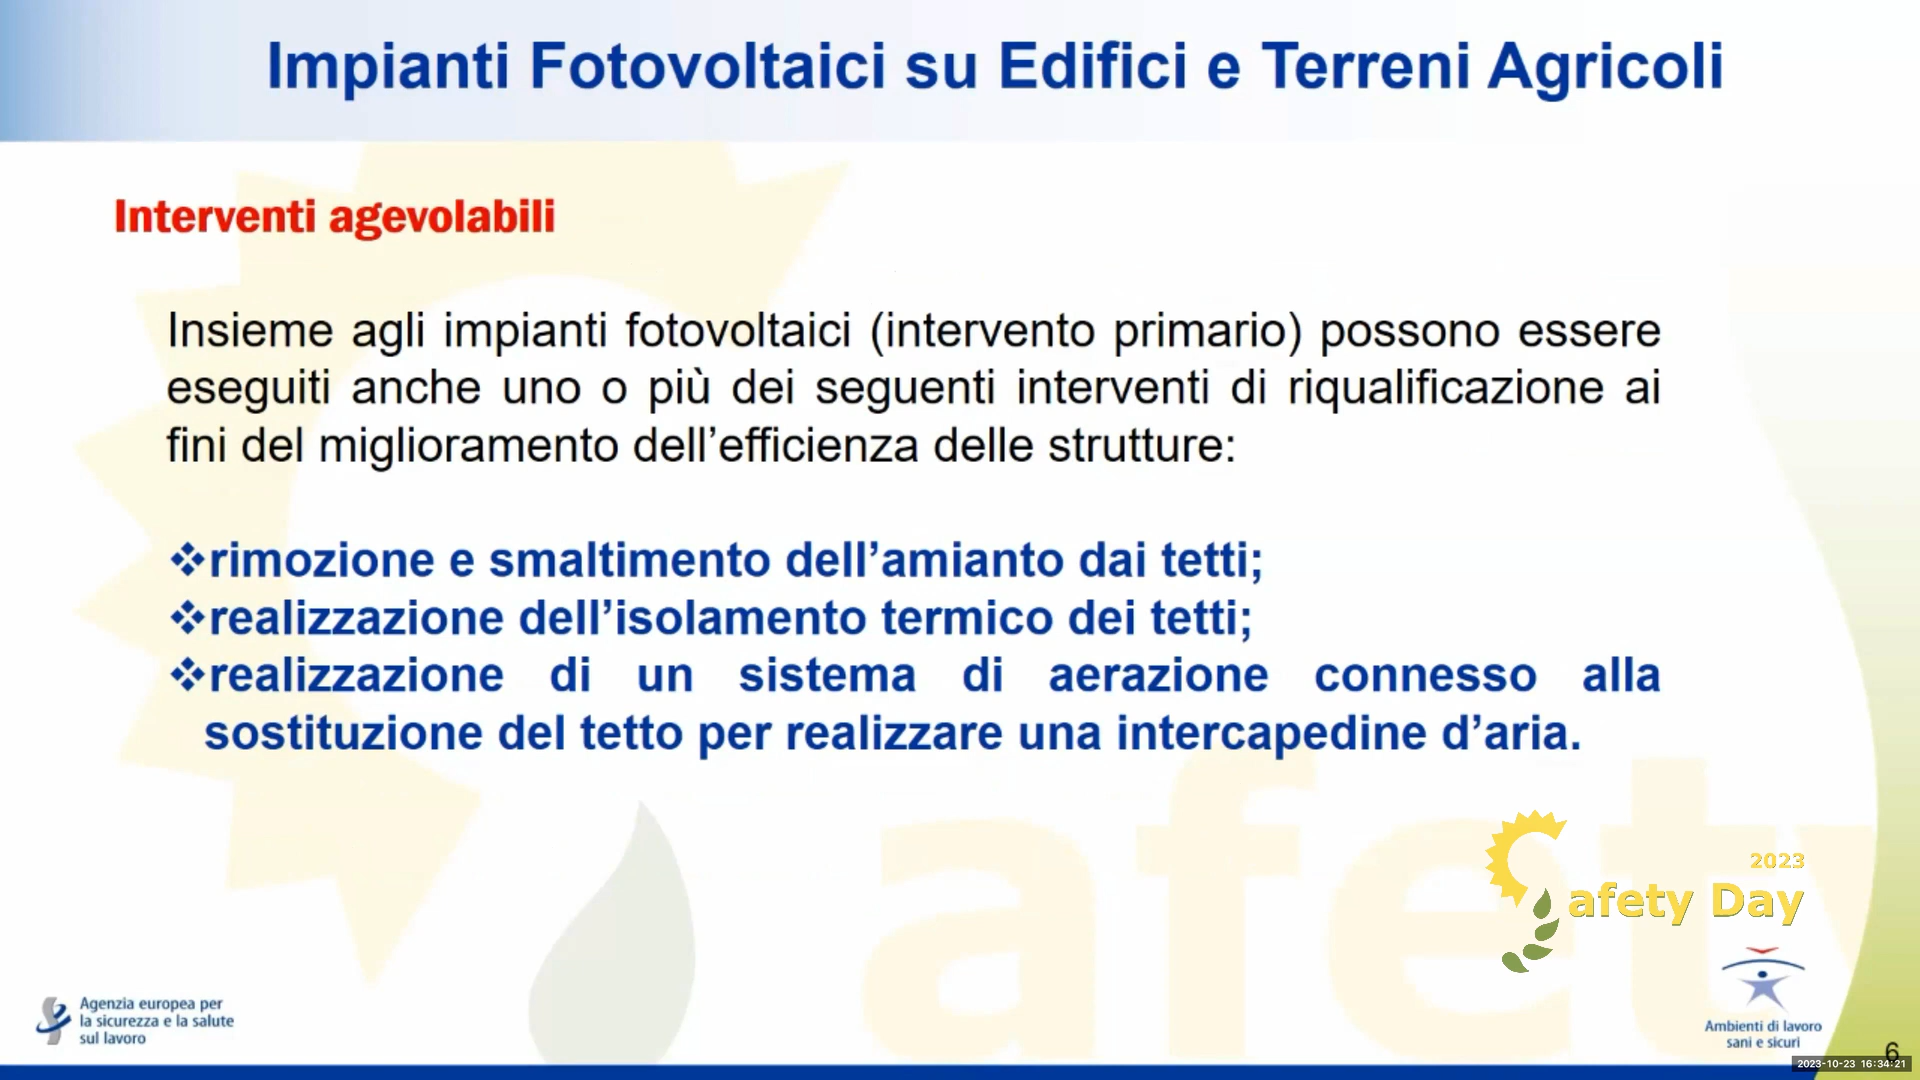 Impianti Fotovoltaici su Edifici e Terreni Agricoli
Interventi agevolabili
Insieme agli impianti fotovoltaici (intervento primario) possono essere
eseguiti anche uno o più dei seguenti interventi di riqualificazione ai
fini del miglioramento dell’efficienza delle strutture:
❖rimozione e smaltimento dell’amianto dai tetti;
❖realizzazione dell’isolamento termico dei tetti;
❖realizzazione di un sistema di aerazione connesso alla
sostituzione del tetto per realizzare una intercapedine d’aria.
afety
2023
afety Day
Agenzia europea per
la sicurezza e la salute
sul lavoro
Ambienti di lavoro
sani e sicuri
6
2023-10-23 16:34:21